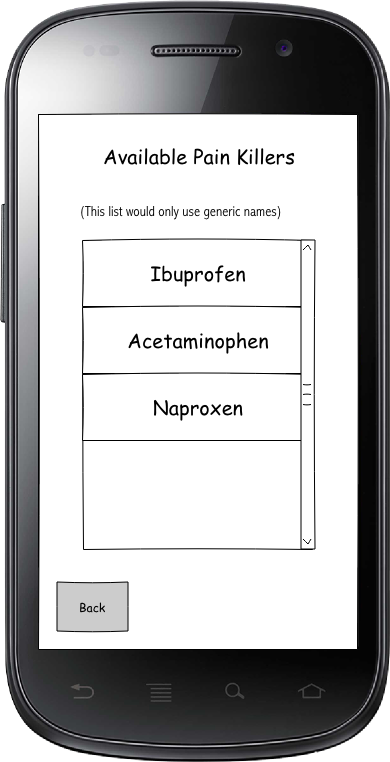 Available Pain Killers
(This list would only use generic names)
Ibuprofen
Acetaminophen
Naproxen
Back